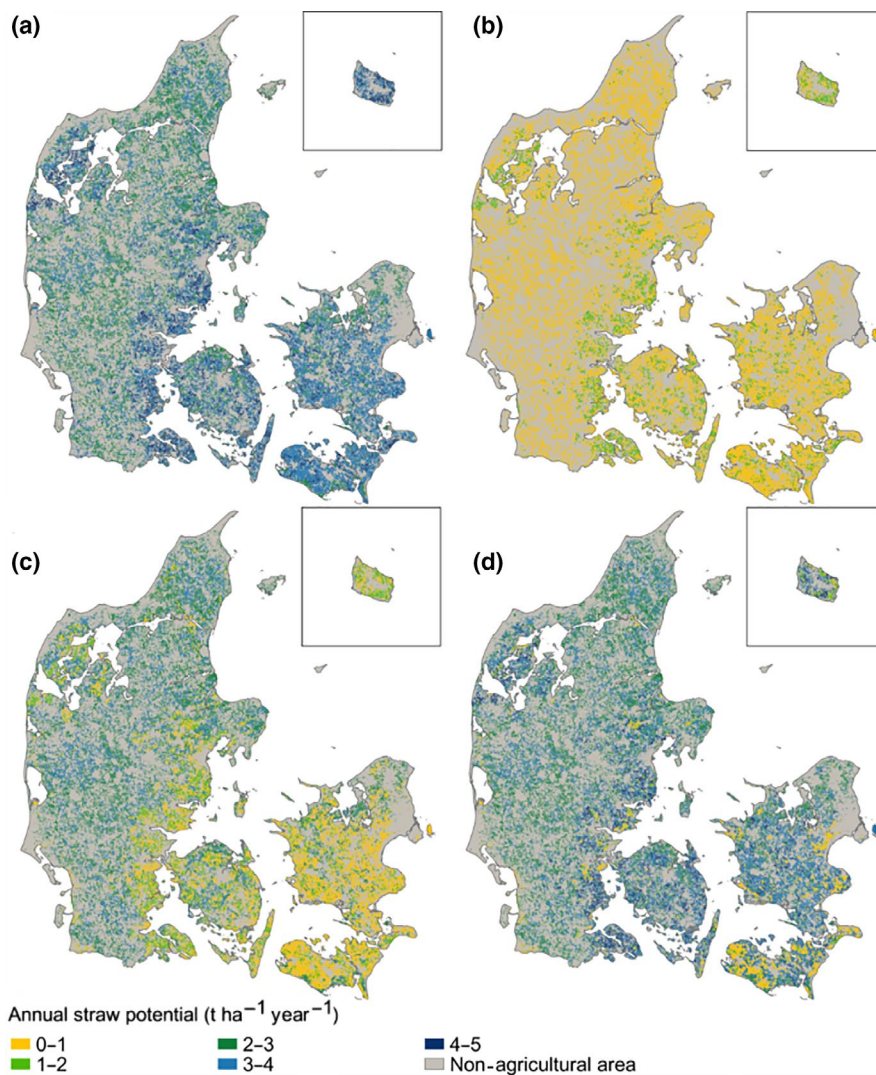 (a)
(b)
(c)
(d)
Annual straw potential (t ha⁻¹ year⁻¹)
0–1 2–3 4–5
1–2 3–4 Non-agricultural area